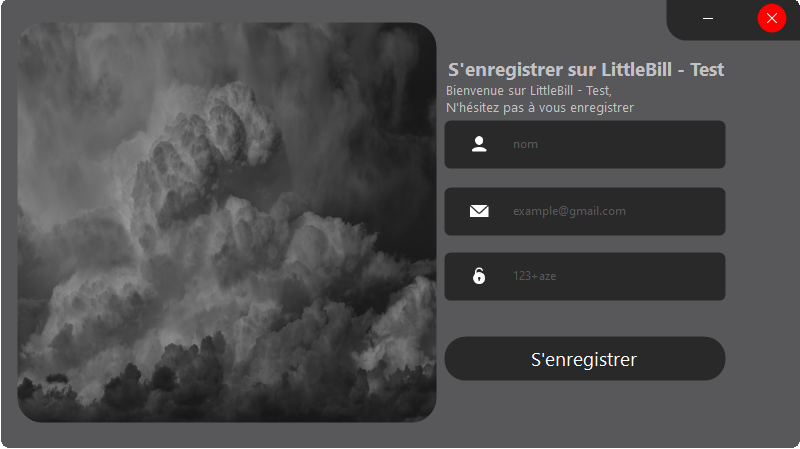 S'enregistrer sur LittleBill - Test
Bienvenue sur LittleBill - Test,
N'hésitez pas à vous enregistrer
nom
example@gmail.com
123+aze
S'enregistrer